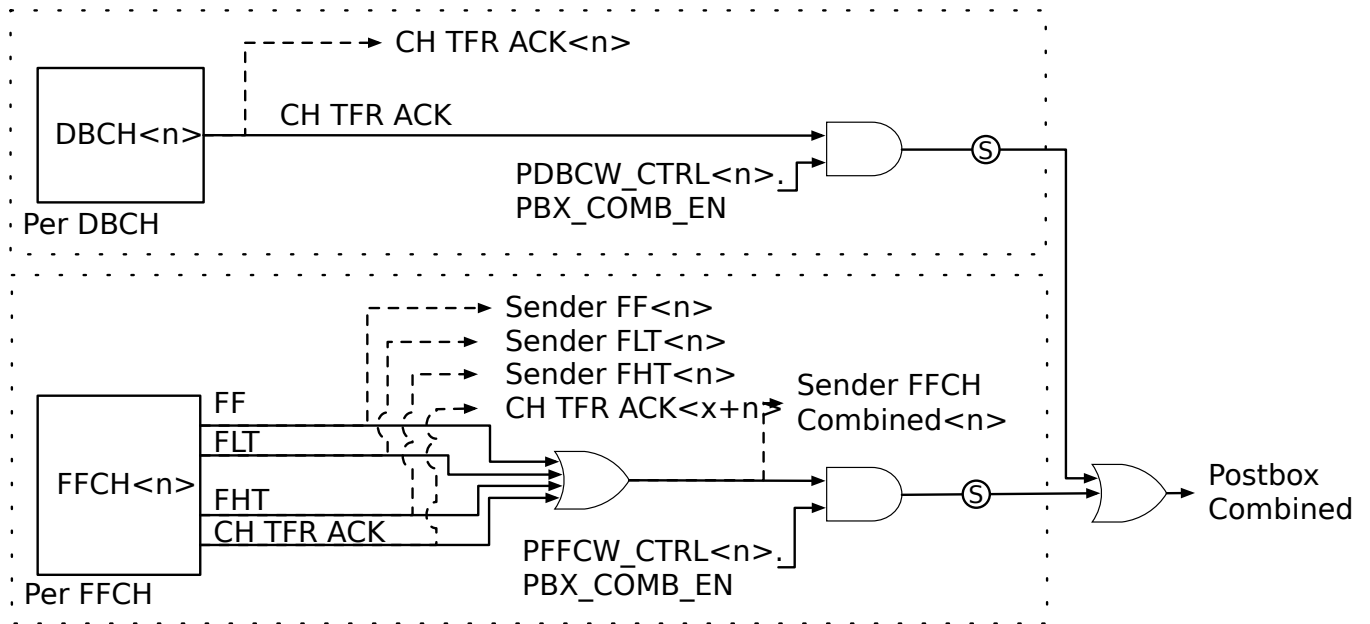 CH TFR ACK<n>
DBCH<n>
CH TFR ACK
S
PDBCW_CTRL<n>.
PBX_COMB_EN
Per DBCH
Sender FF<n>
Sender FLT<n>
Sender FHT<n>
CH TFR ACK<x+n>
Sender FFCH
Combined<n>
FF
FLT
FFCH<n>
FHT
CH TFR ACK
S
Postbox
Combined
PFFCW_CTRL<n>.
PBX_COMB_EN
Per FFCH